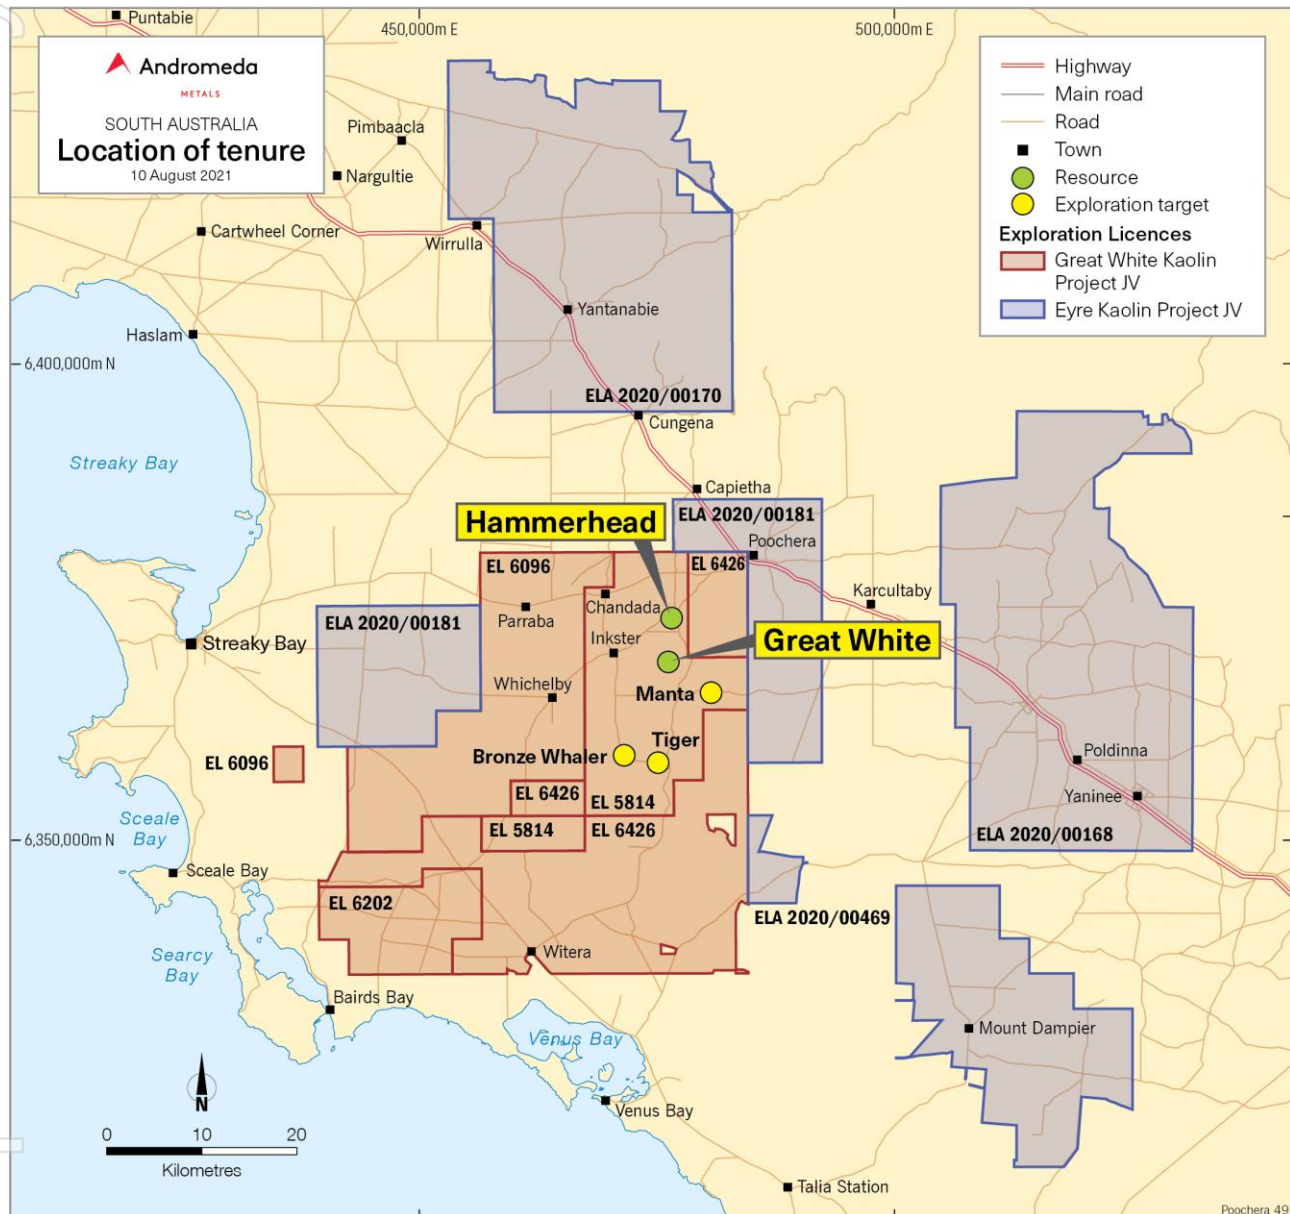 Puntabie
450,000m E
500,000m E
Andromeda
METALS
SOUTH AUSTRALIA
Location of tenure
10 August 2021
Highway
Main road
Road
Town
Resource
Exploration target
Exploration Licences
Great White Kaolin
Project JV
Eyre Kaolin Project JV
Pimbaacla
Nargultie
Cartwheel Corner
Wirrulla
Yantanabie
Haslam
6,400,000m N
ELA 2020/00170
Cungena
Streaky Bay
Capietha
Hammerhead
ELA 2020/00181
Poochera
EL 6096
EL 6426
Karcultaby
Chandada
Parraba
ELA 2020/00181
Inkster
Streaky Bay
Great White
Whichelby
Manta
Tiger
Bronze Whaler
Poldinna
EL 6096
EL 6426
EL 5814
Yaninee
Sceale
Bay
EL 5814
EL 6426
6,350,000m N
ELA 2020/00168
Sceale Bay
EL 6202
ELA 2020/00469
Searcy
Bay
Witera
Bairds Bay
Mount Dampier
Venus Bay
N
Venus Bay
0 10 20
Kilometres
Talia Station
Poochera 49